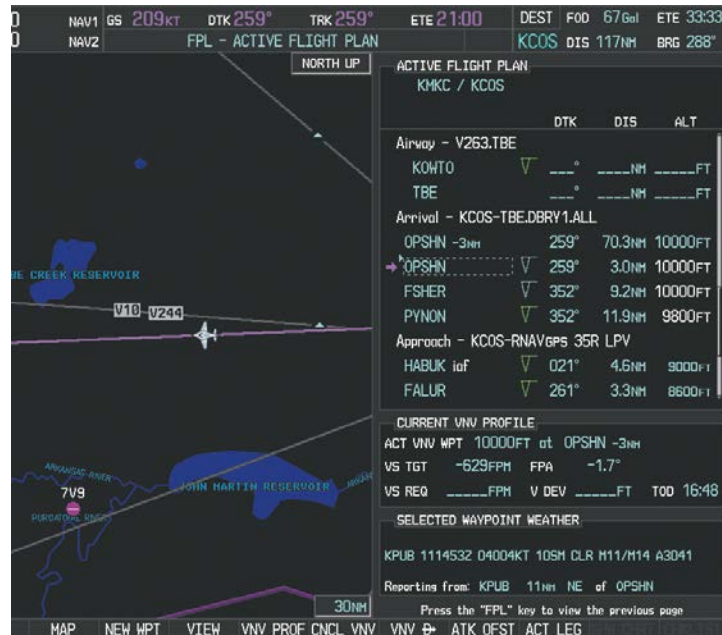 NAV1 GS 209KT DTK 259° TRK 259° ETE 21:00 DEST FOD 67Gal ETE 33:33
NAV2 FPL – ACTIVE FLIGHT PLAN KCOS DIS 117NM BRG 288°
NORTH UP
BE CREEK RESERVOIR
V10 V244
ARKANSAS RIVER
JOHN MARTIN RESERVOIR
7V9
PURGATOIRE RIVER
30NM
ACTIVE FLIGHT PLAN
KMKC / KCOS
DTK DIS ALT
Airway – V263.TBE
KOWTO ___° ____NM _____FT
TBE ___° ____NM _____FT
Arrival – KCOS-TBE.DBRY1.ALL
OPSHN -3NM 259° 70.3NM 10000FT
OPSHN 259° 3.0NM 10000FT
FSHER 352° 9.2NM 10000FT
PYNON 352° 11.9NM 9800FT
Approach – KCOS-RNAVGPS 35R LPV
HABUK iaf 021° 4.6NM 9000FT
FALUR 261° 3.3NM 8600FT
CURRENT VNV PROFILE
ACT VNV WPT 10000FT at OPSHN -3NM
VS TGT -629FPM FPA -1.7°
VS REQ _____FPM V DEV _____FT TOD 16:48
SELECTED WAYPOINT WEATHER
KPUB 111453Z 04004KT 10SM CLR M11/M14 A3041
Reporting from: KPUB 11NM NE of OPSHN
Press the "FPL" key to view the previous page
MAP NEW WPT VIEW VNV PROF CNCL VNV VNV D ATK OFST ACT LEG